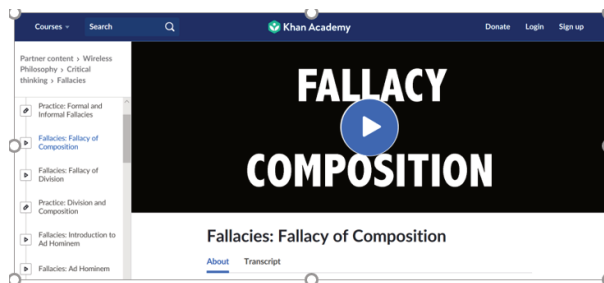 Courses Search Khan Academy Donate Login Sign up
Partner content > Wireless
Philosophy > Critical
thinking > Fallacies
Practice: Formal and
Informal Fallacies
Fallacies: Fallacy of
Composition
Fallacies: Fallacy of
Division
Practice: Division and
Composition
Fallacies: Introduction to
Ad Hominem
Fallacies: Ad Hominem
FALLACY
COMPOSITION
Fallacies: Fallacy of Composition
About Transcript